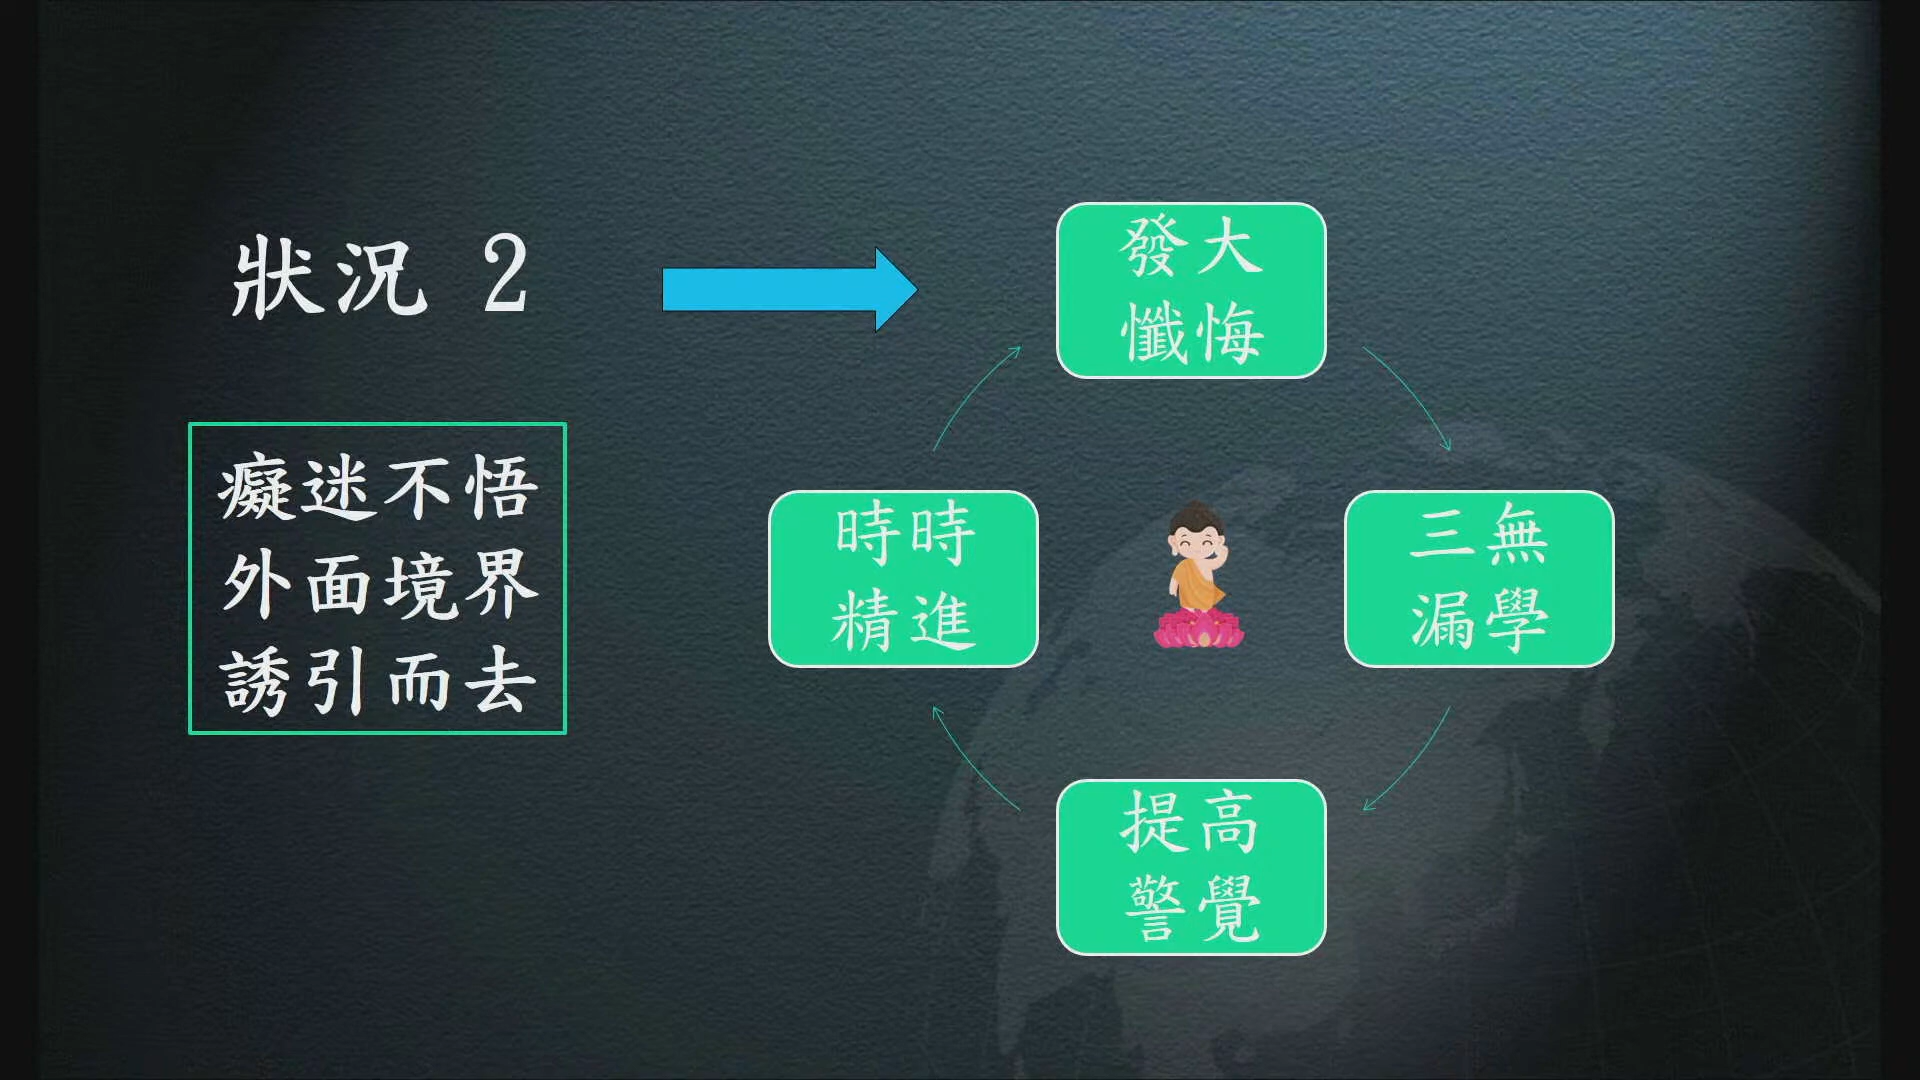 狀況 2
癡迷不悟
外面境界
誘引而去
發大
懺悔
三無
漏學
提高
警覺
時時
精進